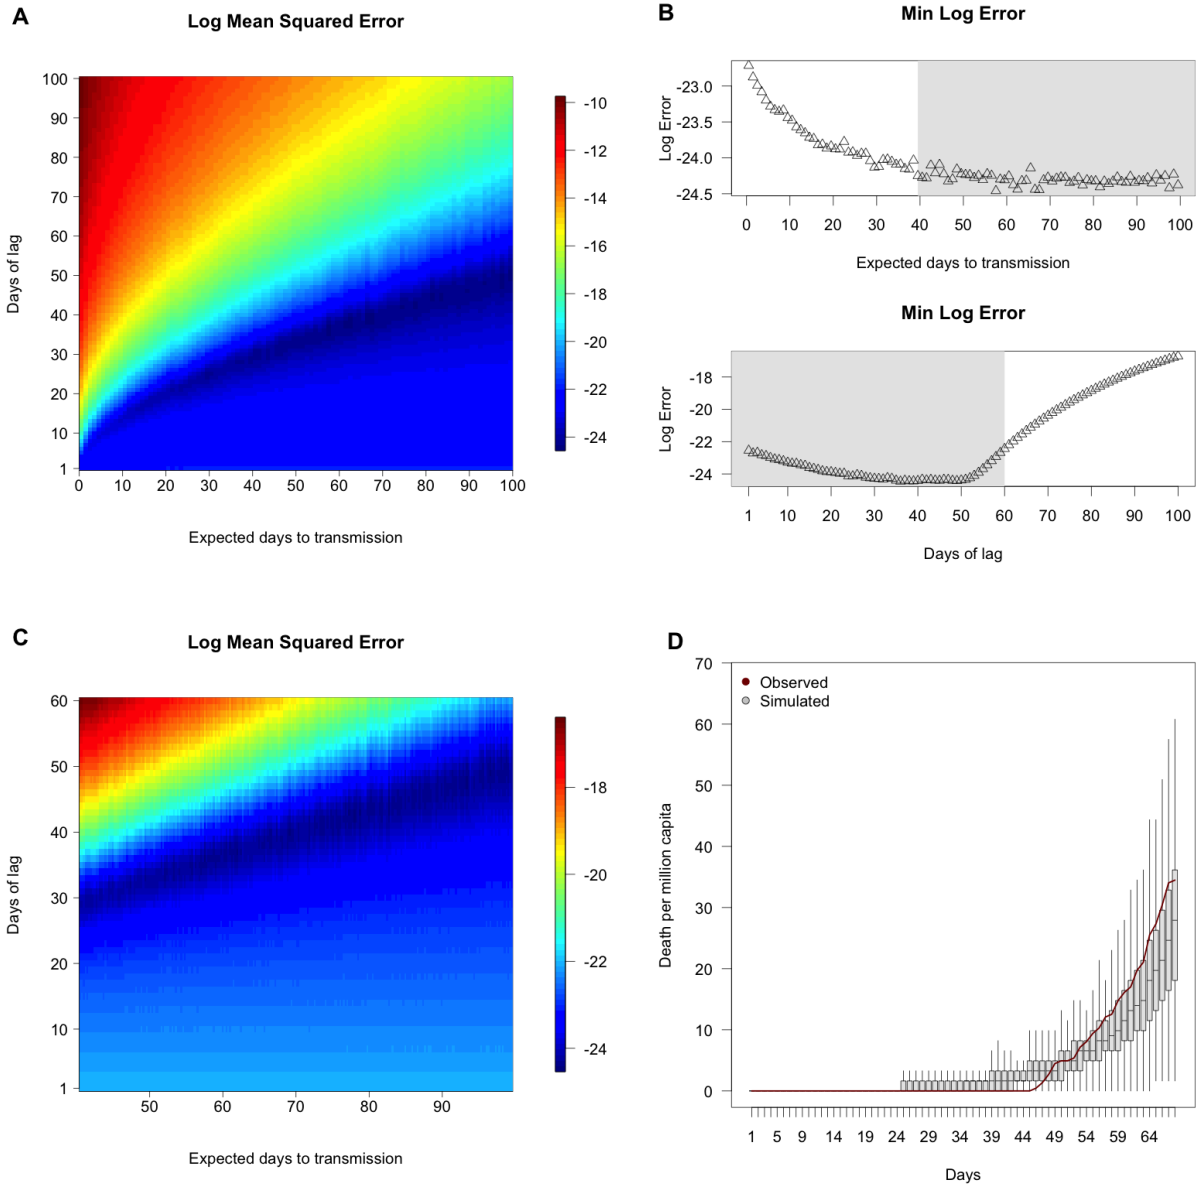 A
Log Mean Squared Error
Days of lag
100
90
80
70
60
50
40
30
20
10
1
0 10 20 30 40 50 60 70 80 90 100
Expected days to transmission
-10
-12
-14
-16
-18
-20
-22
-24
B
Min Log Error
Log Error
-23.0
-23.5
-24.0
-24.5
0 10 20 30 40 50 60 70 80 90 100
Expected days to transmission
Min Log Error
Log Error
-18
-20
-22
-24
1 10 20 30 40 50 60 70 80 90 100
Days of lag
C
Log Mean Squared Error
Days of lag
60
50
40
30
20
10
1
50 60 70 80 90
Expected days to transmission
-18
-20
-22
-24
D
Death per million capita
70
60
50
40
30
20
10
0
Observed
Simulated
1 5 9 14 19 24 29 34 39 44 49 54 59 64
Days